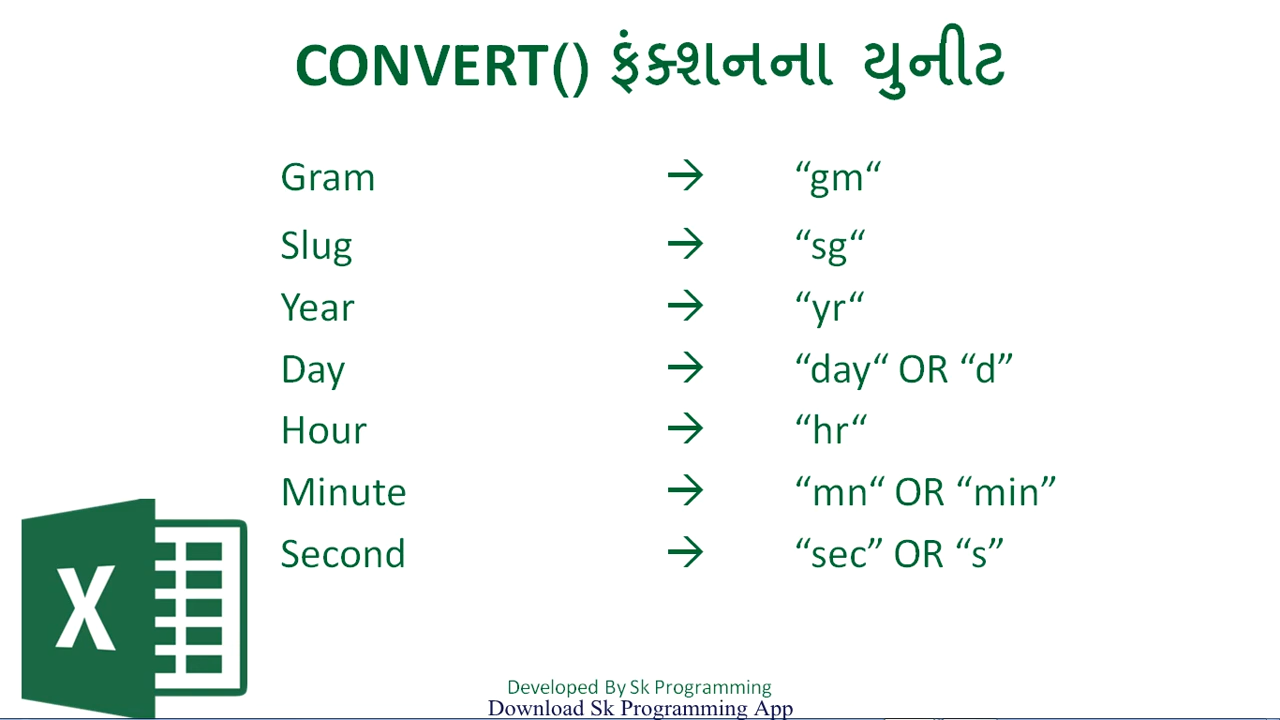 CONVERT() ફંક્શનના યુનીટ
Gram → “gm“
Slug → “sg“
Year → “yr“
Day → “day“ OR “d”
Hour → “hr“
Minute → “mn“ OR “min”
Second → “sec” OR “s”
X
Developed By Sk Programming
Download Sk Programming App